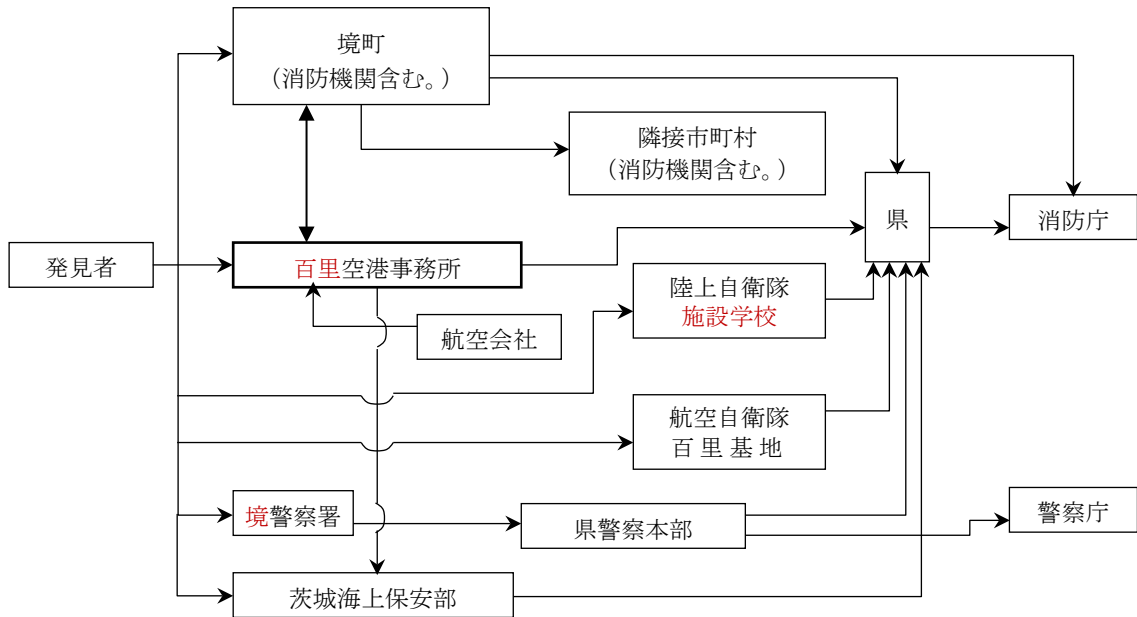 境町
（消防機関含む。）
隣接市町村
（消防機関含む。）
県
消防庁
発見者
百里空港事務所
陸上自衛隊
施設学校
航空会社
航空自衛隊
百里基地
境警察署
県警察本部
警察庁
茨城海上保安部